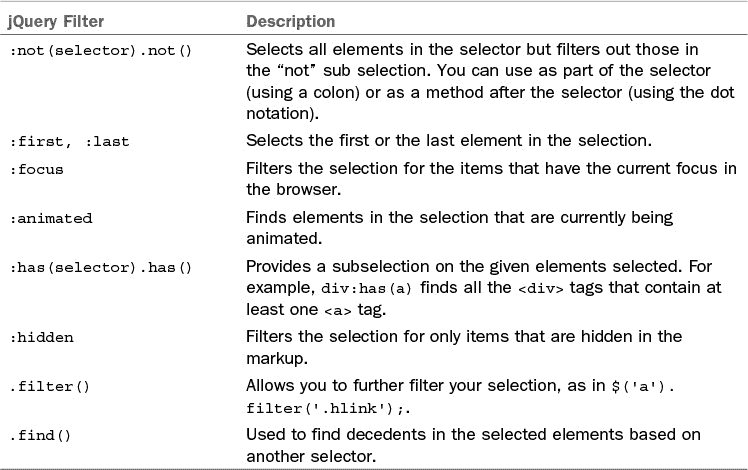 jQuery Filter Description
:not(selector).not() Selects all elements in the selector but filters out those in
the “not” sub selection. You can use as part of the selector
(using a colon) or as a method after the selector (using the dot
notation).
:first, :last Selects the first or the last element in the selection.
:focus Filters the selection for the items that have the current focus in
the browser.
:animated Finds elements in the selection that are currently being
animated.
:has(selector).has() Provides a subselection on the given elements selected. For
example, div:has(a) finds all the <div> tags that contain at
least one <a> tag.
:hidden Filters the selection for only items that are hidden in the
markup.
.filter() Allows you to further filter your selection, as in $('a').
filter('.hlink');.
.find() Used to find decedents in the selected elements based on
another selector.